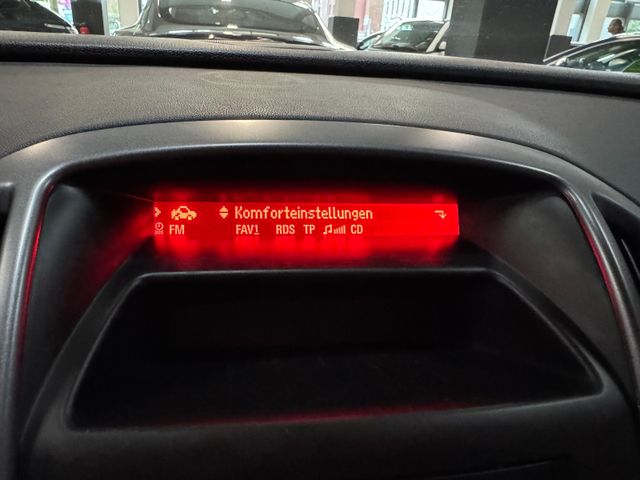 Komforteinstellungen
FM FAV1 RDS TP CD